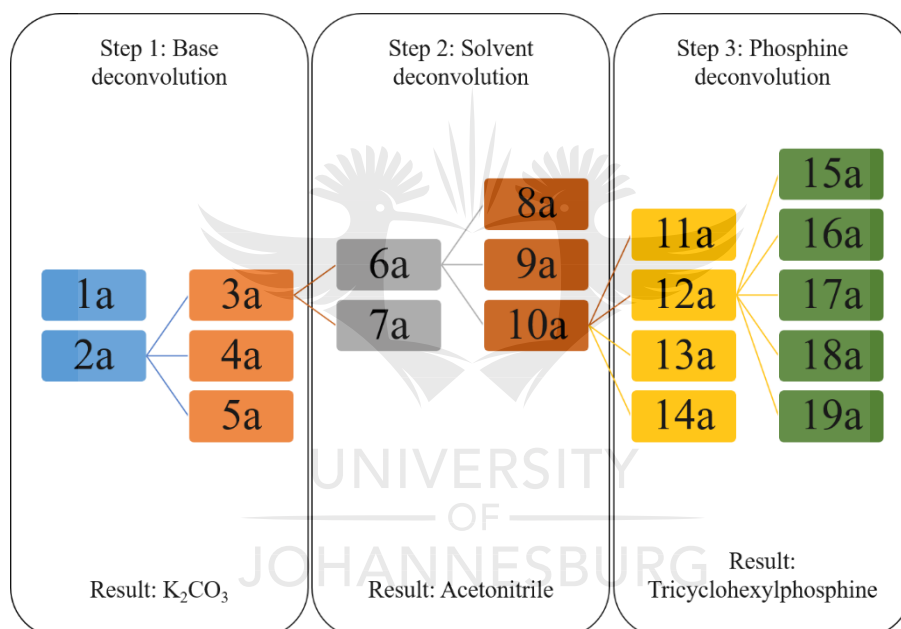 Step 1: Base
deconvolution
Step 2: Solvent
deconvolution
Step 3: Phosphine
deconvolution
1a
2a
3a
4a
5a
6a
7a
8a
9a
10a
11a
12a
13a
14a
15a
16a
17a
18a
19a
UNIVERSITY
OF
JOHANNESBURG
Result: K₂CO₃
Result: Acetonitrile
Result:
Tricyclohexylphosphine